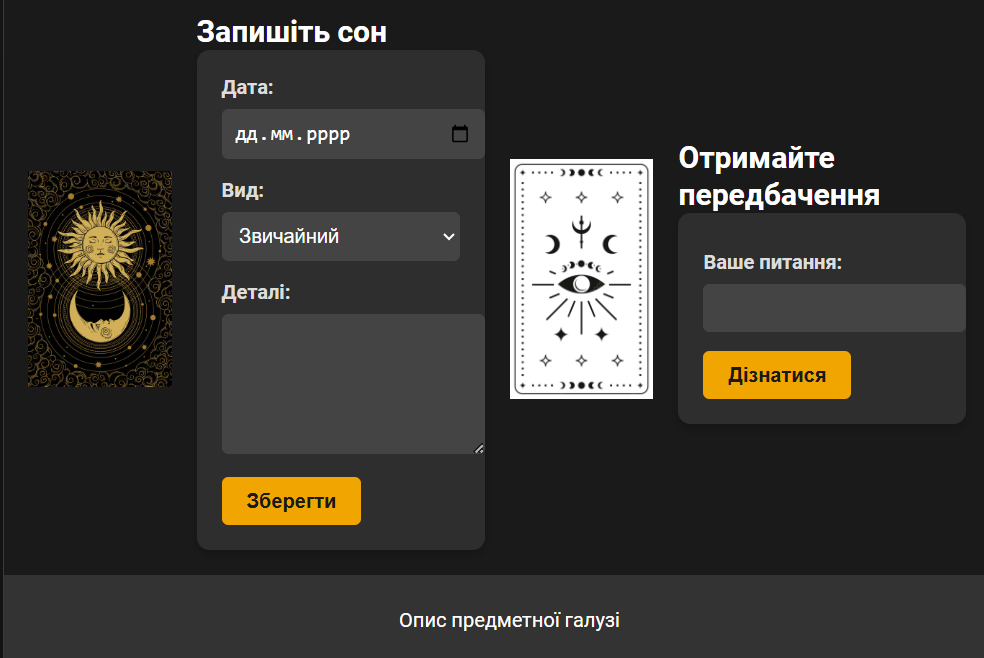 Запишіть сон
Дата:
дд.мм.рррр
Вид:
Звичайний
Деталі:
Зберегти
Отримайте
передбачення
Ваше питання:
Дізнатися
Опис предметної галузі